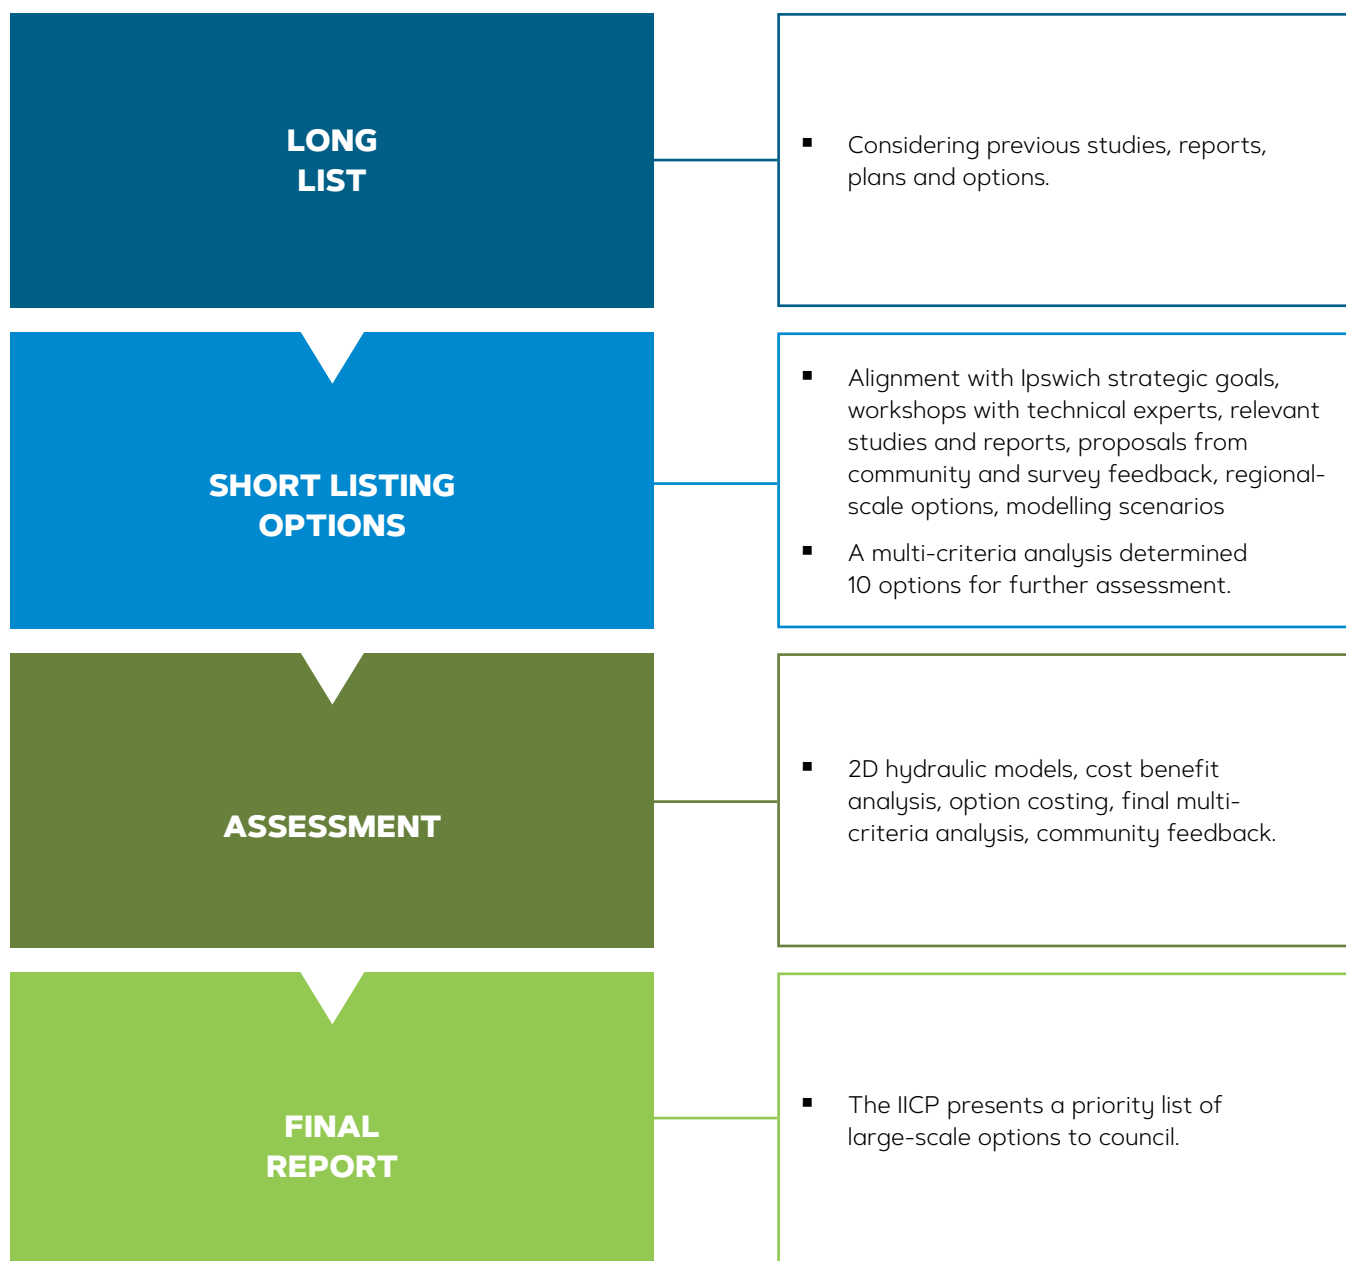 LONG
LIST
▪ Considering previous studies, reports,
plans and options.
SHORT LISTING
OPTIONS
▪ Alignment with Ipswich strategic goals,
workshops with technical experts, relevant
studies and reports, proposals from
community and survey feedback, regional-
scale options, modelling scenarios
▪ A multi-criteria analysis determined
10 options for further assessment.
ASSESSMENT
▪ 2D hydraulic models, cost benefit
analysis, option costing, final multi-
criteria analysis, community feedback.
FINAL
REPORT
▪ The IICP presents a priority list of
large-scale options to council.